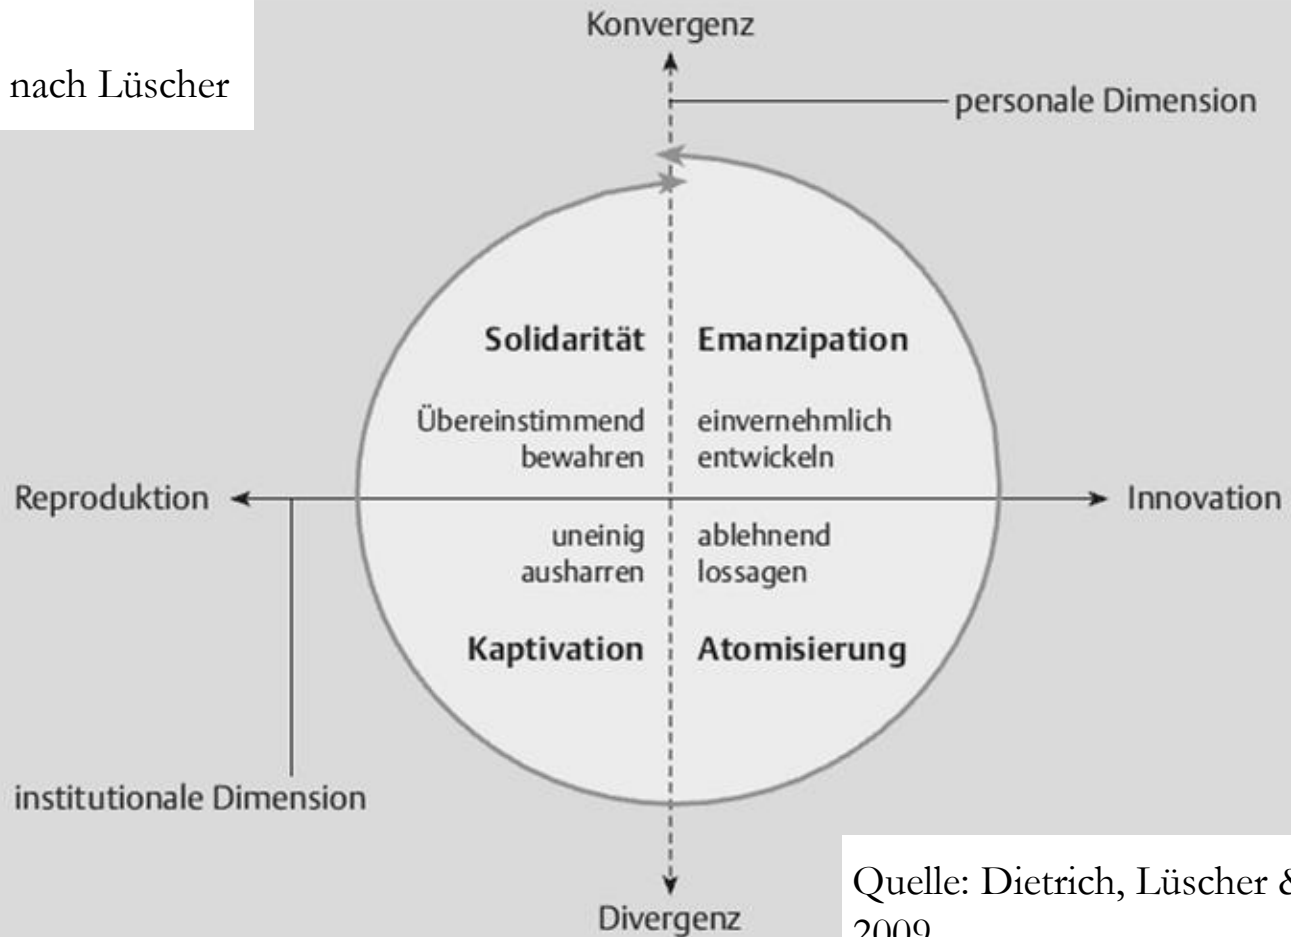 Konvergenz
nach Lüscher
personale Dimension
Solidarität
Emanzipation
Übereinstimmend
bewahren
einvernehmlich
entwickeln
Reproduktion
Innovation
uneinig
ausharren
ablehnend
lossagen
Kaptivation
Atomisierung
institutionale Dimension
Quelle: Dietrich, Lüscher &
2009
Divergenz